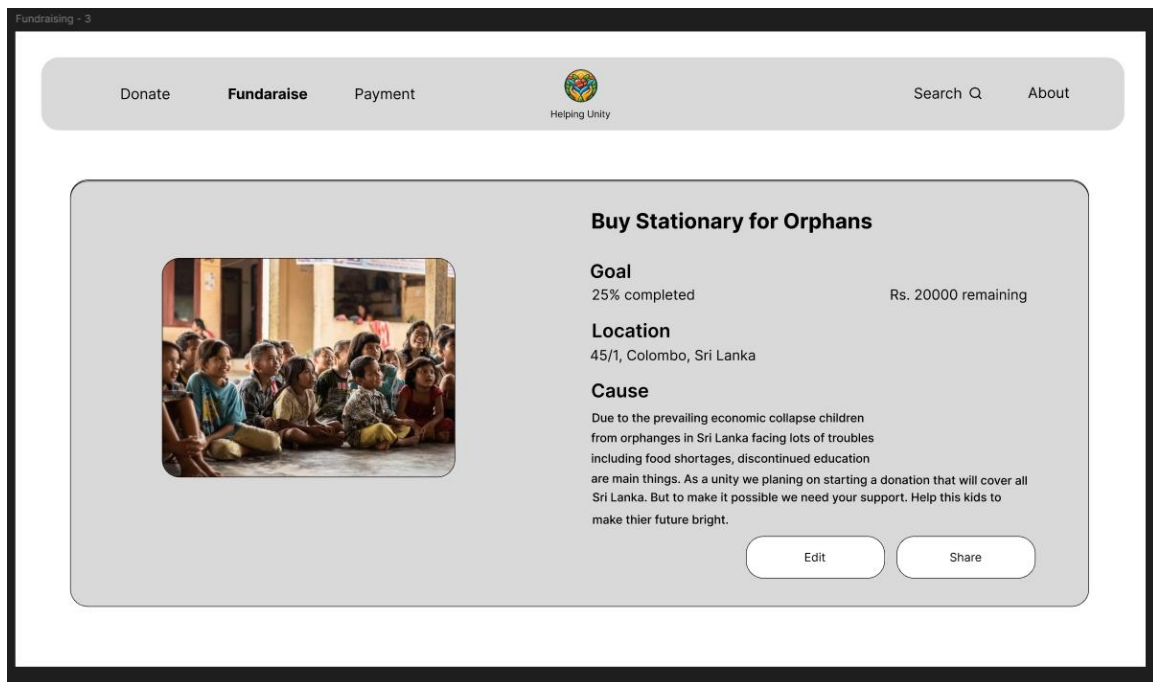 Fundraising - 3
Donate Fundaraise Payment Helping Unity Search About
Buy Stationary for Orphans
Goal
25% completed Rs. 20000 remaining
Location
45/1, Colombo, Sri Lanka
Cause
Due to the prevailing economic collapse children
from orphanges in Sri Lanka facing lots of troubles
including food shortages, discontinued education
are main things. As a unity we planing on starting a donation that will cover all
Sri Lanka. But to make it possible we need your support. Help this kids to
make thier future bright.
Edit Share